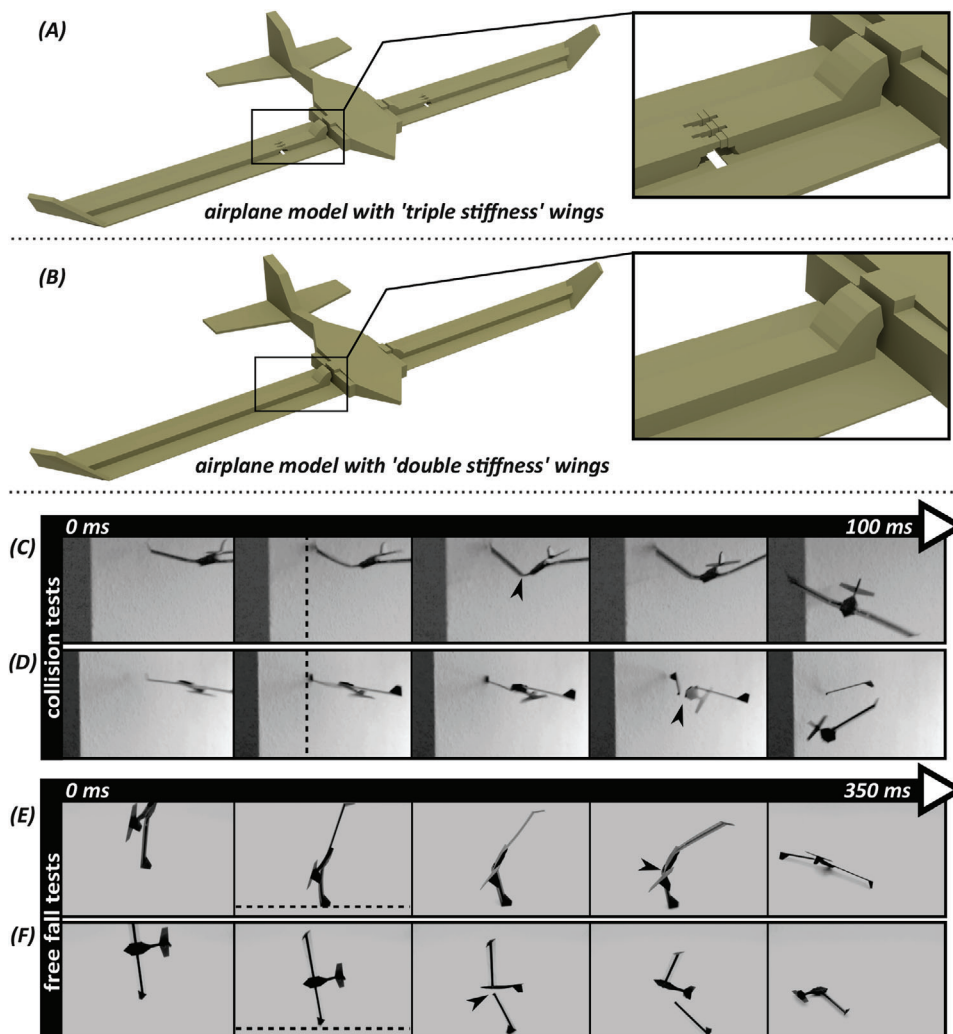 (A)
airplane model with 'triple stiffness' wings
(B)
airplane model with 'double stiffness' wings
collision tests
0 ms 100 ms
(C)
(D)
free fall tests
0 ms 350 ms
(E)
(F)